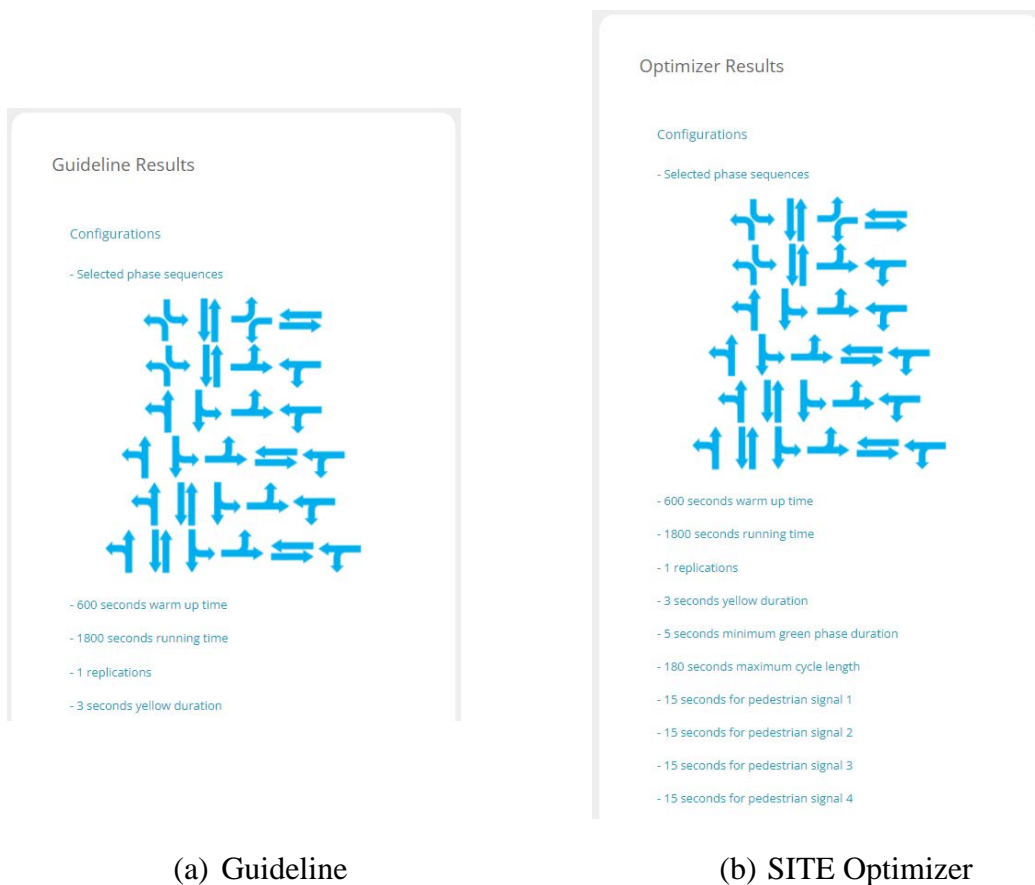 Guideline Results
Configurations
- Selected phase sequences
- 600 seconds warm up time
- 1800 seconds running time
- 1 replications
- 3 seconds yellow duration
(a) Guideline
Optimizer Results
Configurations
- Selected phase sequences
- 600 seconds warm up time
- 1800 seconds running time
- 1 replications
- 3 seconds yellow duration
- 5 seconds minimum green phase duration
- 180 seconds maximum cycle length
- 15 seconds for pedestrian signal 1
- 15 seconds for pedestrian signal 2
- 15 seconds for pedestrian signal 3
- 15 seconds for pedestrian signal 4
(b) SITE Optimizer